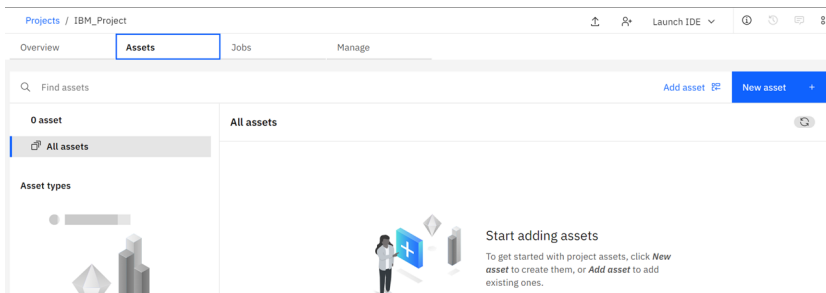 Projects / IBM_Project
Launch IDE
Overview
Assets
Jobs
Manage
Find assets
Add asset
New asset +
0 asset
All assets
All assets
Asset types
Start adding assets
To get started with project assets, click New
asset to create them, or Add asset to add
existing ones.